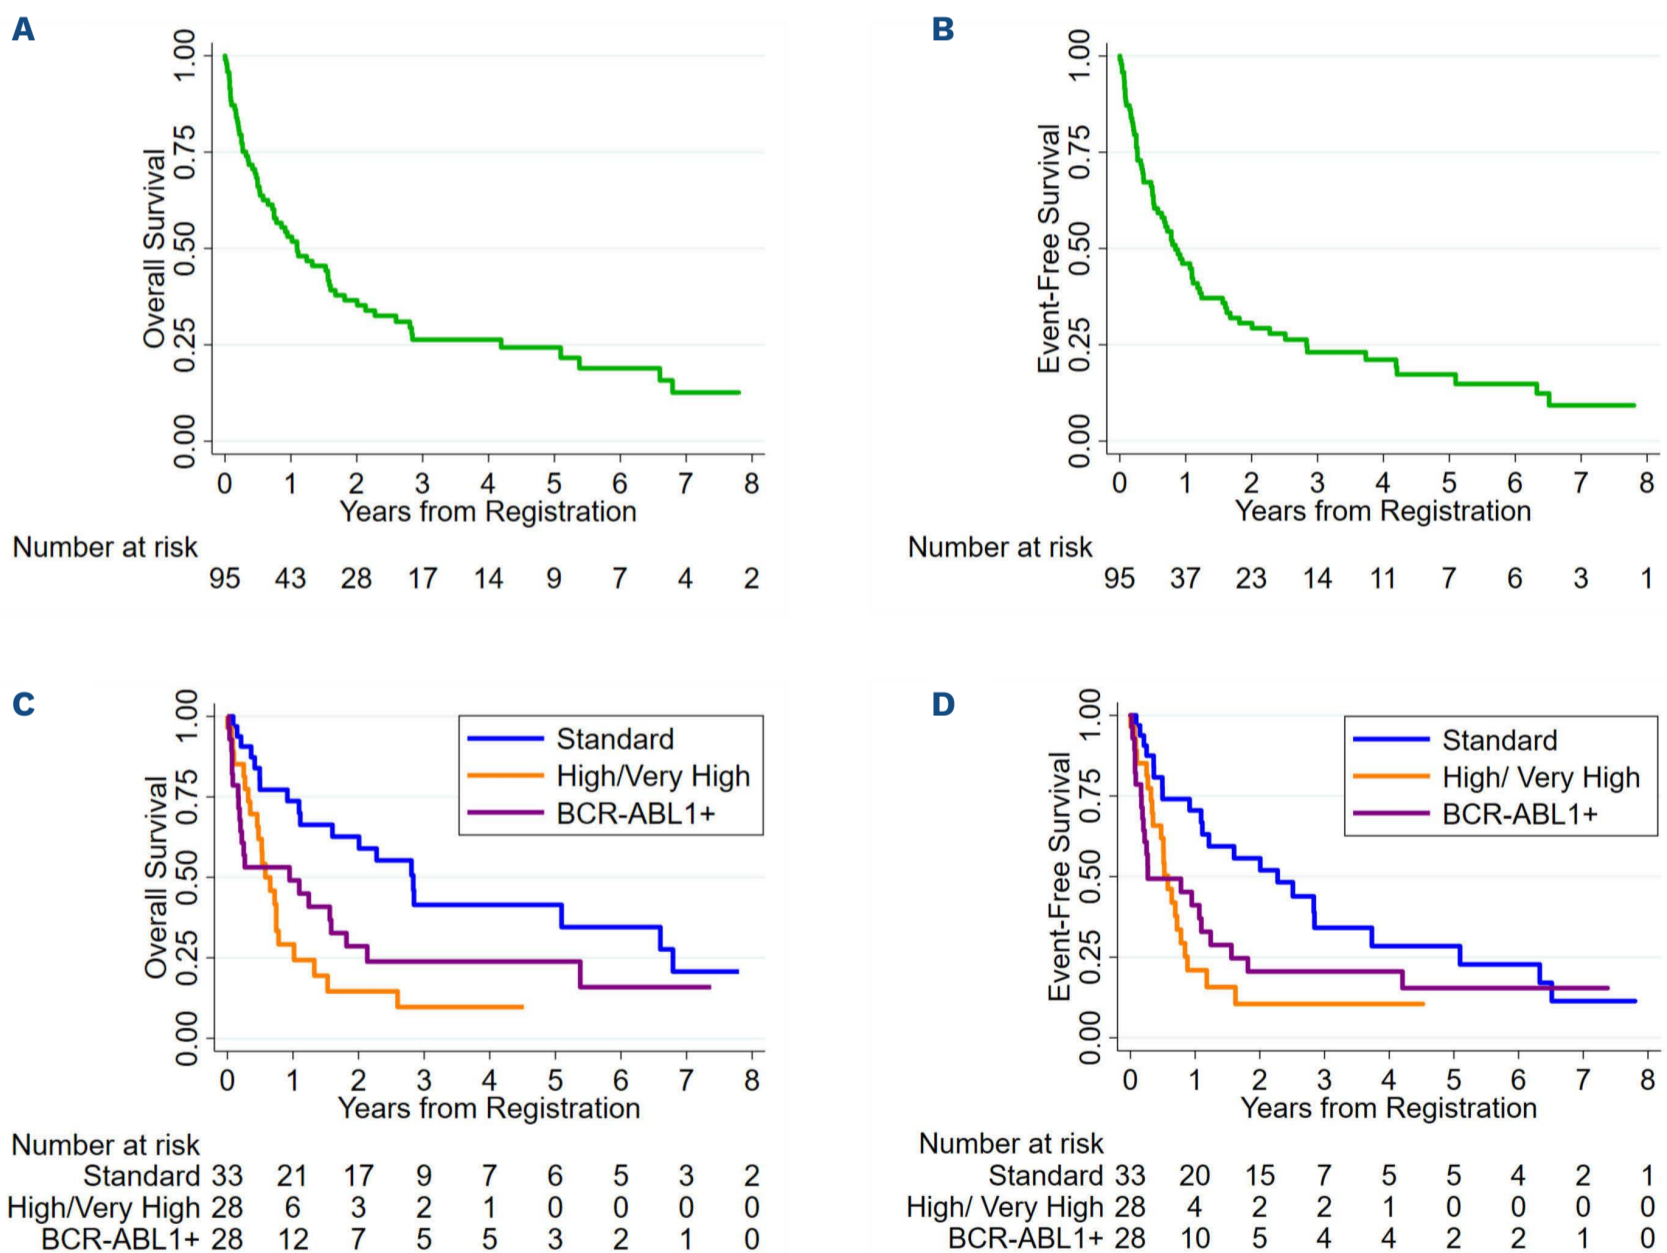 A
Overall Survival
1.00
0.75
0.50
0.25
0.00
0 1 2 3 4 5 6 7 8
Years from Registration
Number at risk
95 43 28 17 14 9 7 4 2
B
Event-Free Survival
1.00
0.75
0.50
0.25
0.00
0 1 2 3 4 5 6 7 8
Years from Registration
Number at risk
95 37 23 14 11 7 6 3 1
C
Overall Survival
1.00
0.75
0.50
0.25
0.00
Standard
High/Very High
BCR-ABL1+
0 1 2 3 4 5 6 7 8
Years from Registration
Number at risk
Standard 33 21 17 9 7 6 5 3 2
High/Very High 28 6 3 2 1 0 0 0 0
BCR-ABL1+ 28 12 7 5 5 3 2 1 0
D
Event-Free Survival
1.00
0.75
0.50
0.25
0.00
Standard
High/ Very High
BCR-ABL1+
0 1 2 3 4 5 6 7 8
Years from Registration
Number at risk
Standard 33 20 15 7 5 5 4 2 1
High/ Very High 28 4 2 2 1 0 0 0 0
BCR-ABL1+ 28 10 5 4 4 2 2 1 0